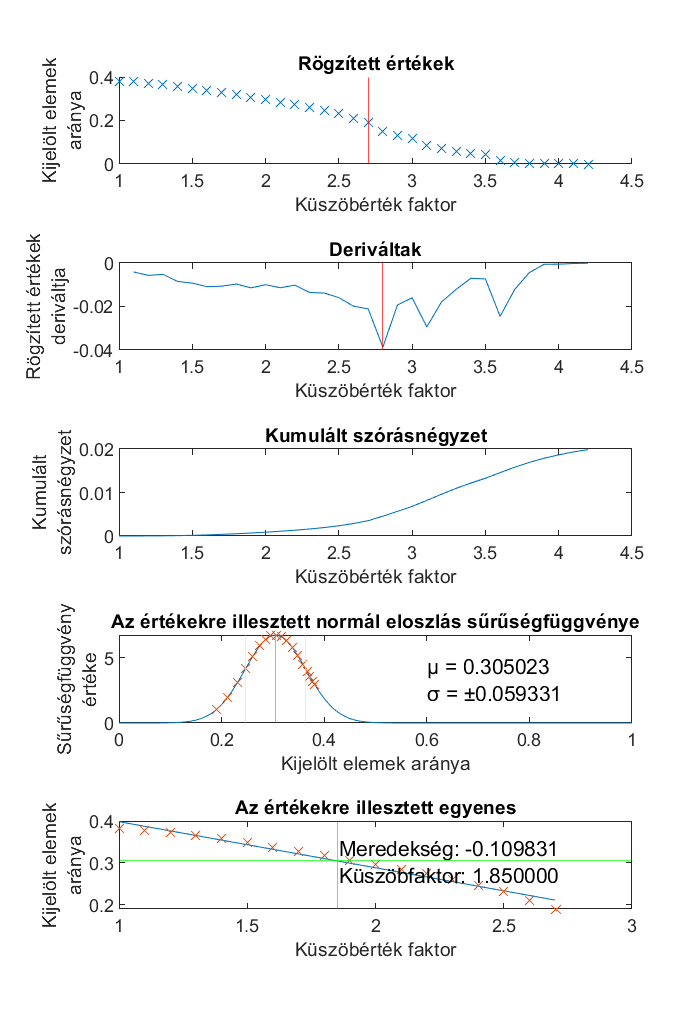 Rögzített értékek
Kijelölt elemek
aránya
0.4
0.2
0
1 1.5 2 2.5 3 3.5 4 4.5
Küszöbérték faktor
Deriváltak
Rögzített értékek
deriváltja
0
-0.02
-0.04
1 1.5 2 2.5 3 3.5 4 4.5
Küszöbérték faktor
Kumulált szórásnégyzet
Kumulált
szórásnégyzet
0.02
0.01
0
1 1.5 2 2.5 3 3.5 4 4.5
Küszöbérték faktor
Az értékekre illesztett normál eloszlás sűrűségfüggvénye
Sűrűségfüggvény
értéke
5
0
μ = 0.305023
σ = ±0.059331
0 0.2 0.4 0.6 0.8 1
Kijelölt elemek aránya
Az értékekre illesztett egyenes
Kijelölt elemek
aránya
0.4
0.3
0.2
Meredekség: -0.109831
Küszöbfaktor: 1.850000
1 1.5 2 2.5 3
Küszöbérték faktor